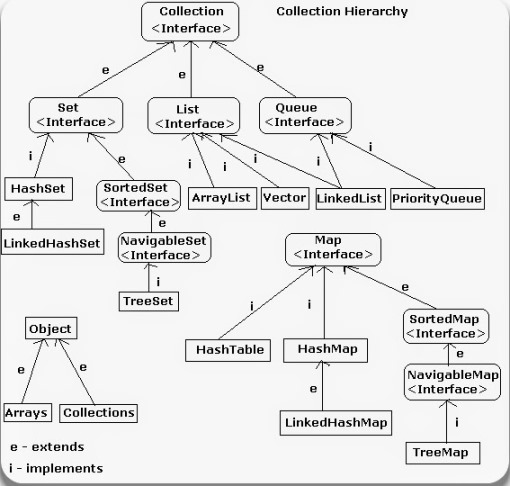 Collection
<Interface>
Collection Hierarchy
e
e
e
Set
<Interface>
List
<Interface>
Queue
<Interface>
i
e
i
i
i
i
i
HashSet
SortedSet
<Interface>
ArrayList
Vector
LinkedList
PriorityQueue
e
e
LinkedHashSet
NavigableSet
<Interface>
Map
<Interface>
i
TreeSet
i
i
e
Object
SortedMap
<Interface>
HashTable
HashMap
e
e
e
e
NavigableMap
<Interface>
Arrays
Collections
LinkedHashMap
i
e - extends
TreeMap
i - implements